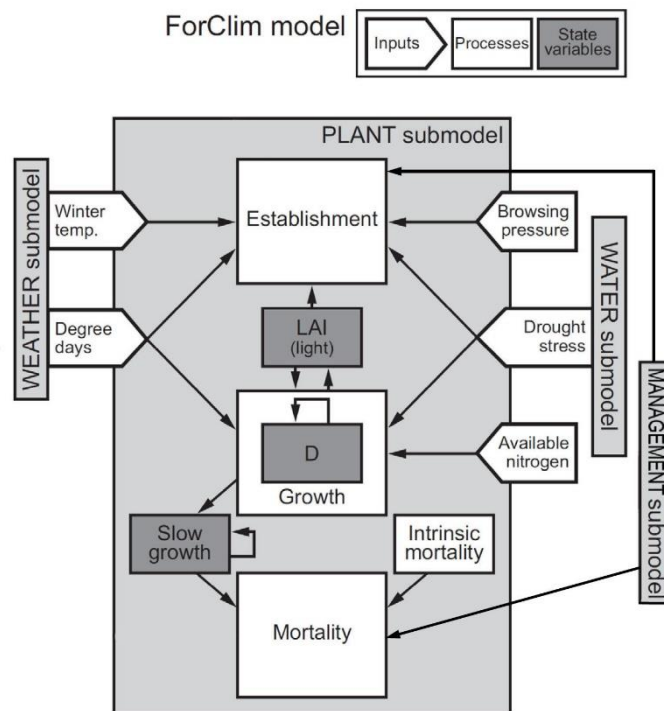 ForClim model
Inputs
Processes
State
variables
PLANT submodel
WEATHER submodel
Winter
temp.
Establishment
Browsing
pressure
WATER submodel
Degree
days
LAI
(light)
Drought
stress
MANAGEMENT submodel
D
Growth
Available
nitrogen
Slow
growth
Intrinsic
mortality
Mortality